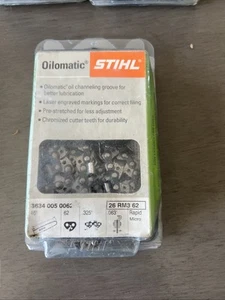 Oilomatic® STIHL
• Oilomatic® oil channeling groove for
better lubrication
• Laser engraved markings for correct filing
• Pre-stretched for less adjustment
• Chromized cutter teeth for durability
3634 005 0062
26 RM3 62
62
.325"
.063
Rapid
Micro